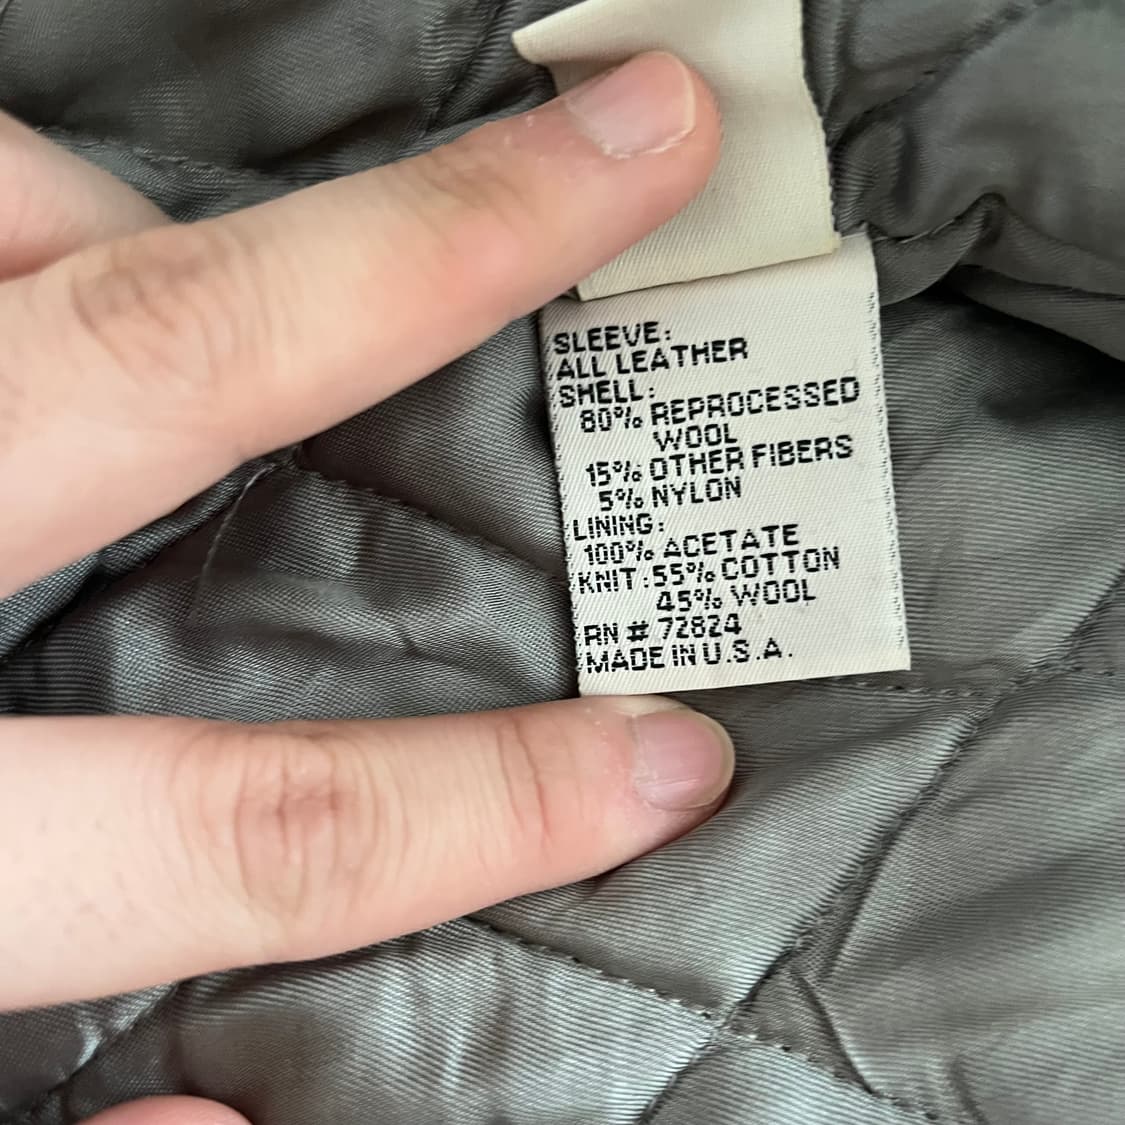 SLEEVE:
ALL LEATHER
SHELL:
80% REPROCESSED
WOOL
15% OTHER FIBERS
5% NYLON
LINING:
100% ACETATE
KNIT: 55% COTTON
45% WOOL
RN # 72824
MADE IN U.S.A.